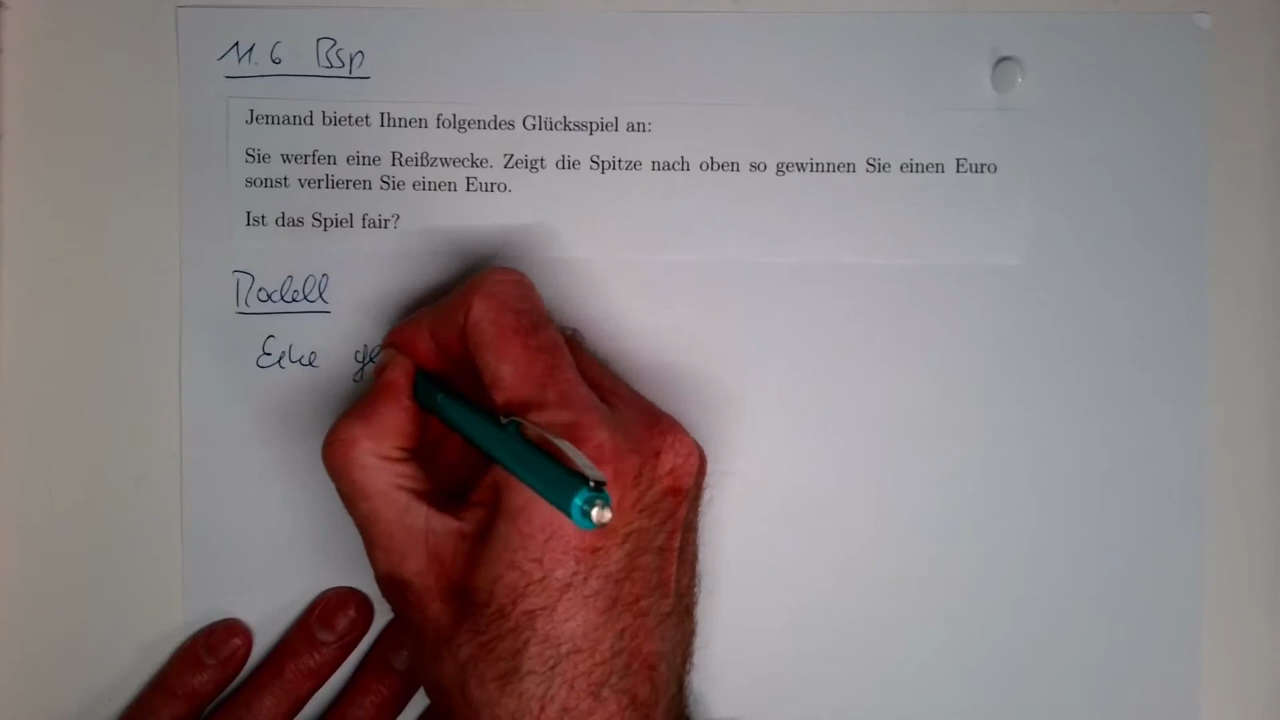 11.6 Bsp
Jemand bietet Ihnen folgendes Glücksspiel an:
Sie werfen eine Reißzwecke. Zeigt die Spitze nach oben so gewinnen Sie einen Euro
sonst verlieren Sie einen Euro.
Ist das Spiel fair?
Modell